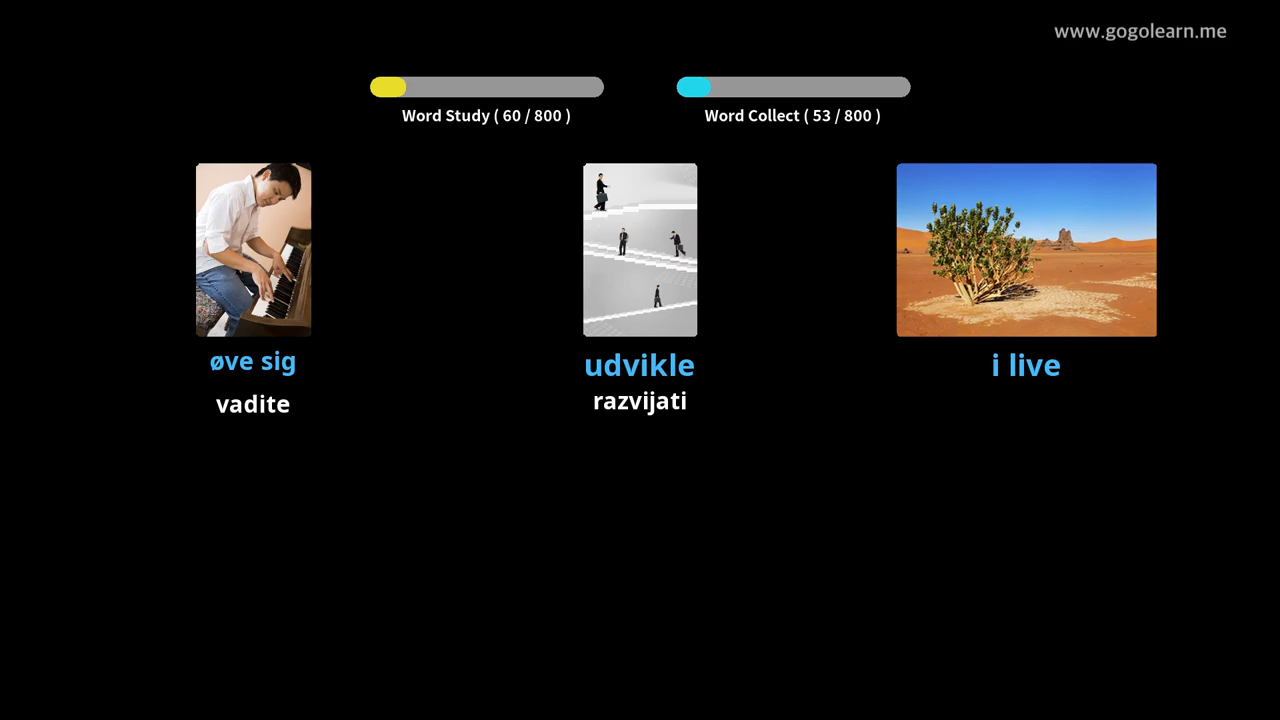 www.gogolearn.me
Word Study ( 60 / 800 )
Word Collect ( 53 / 800 )
øve sig
vadite
udvikle
razvijati
i live